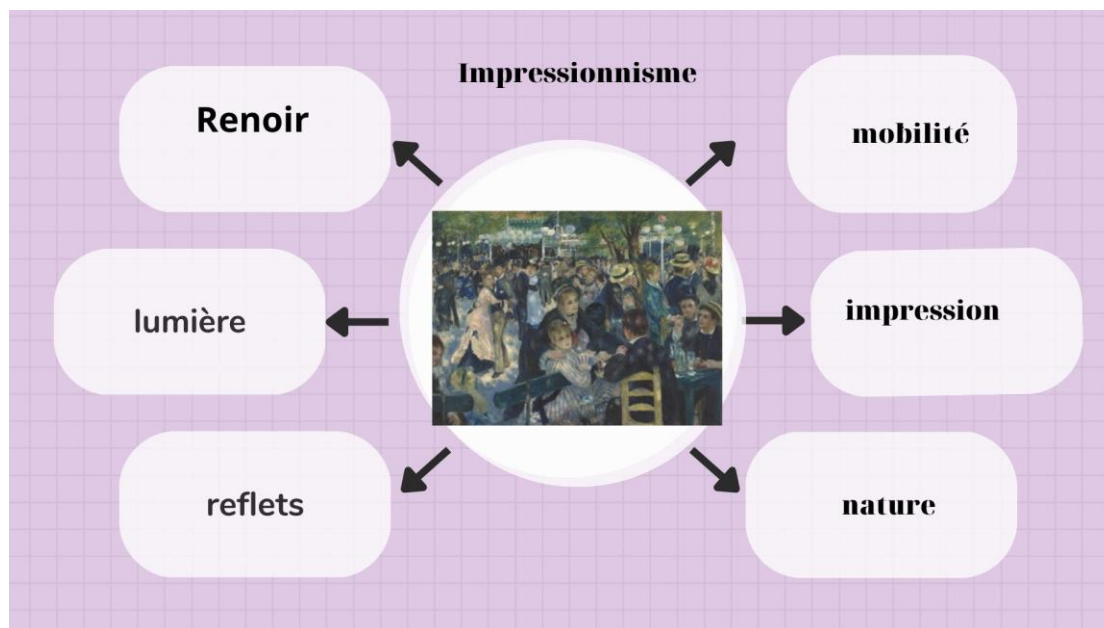 Impressionnisme
Renoir
mobilité
lumière
impression
reflets
nature